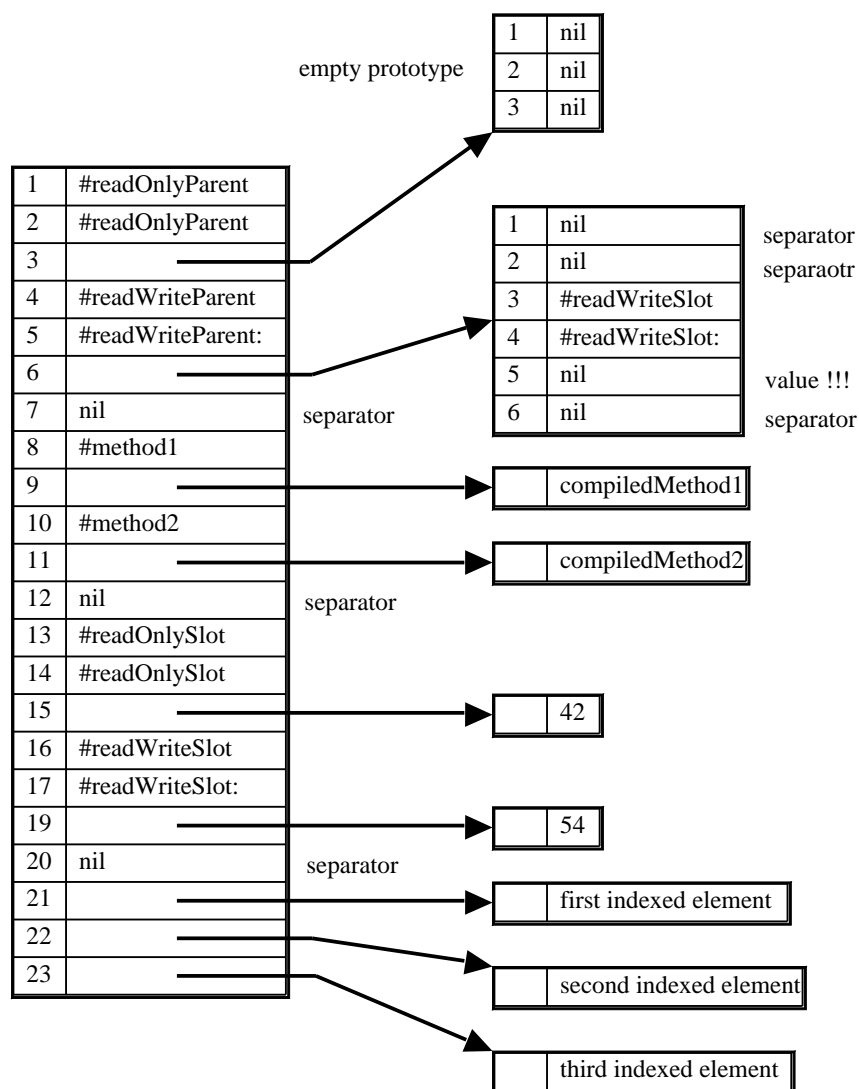 1 nil
empty prototype 2 nil
3 nil
1 #readOnlyParent
2 #readOnlyParent
3
4 #readWriteParent
5 #readWriteParent:
6
7 nil separator
8 #method1
9
10 #method2
11
12 nil separator
13 #readOnlySlot
14 #readOnlySlot
15
16 #readWriteSlot
17 #readWriteSlot:
19
20 nil separator
21
22
23
1 nil separator
2 nil separaotr
3 #readWriteSlot
4 #readWriteSlot:
5 nil value !!!
6 nil separator
compiledMethod1
compiledMethod2
42
54
first indexed element
second indexed element
third indexed element